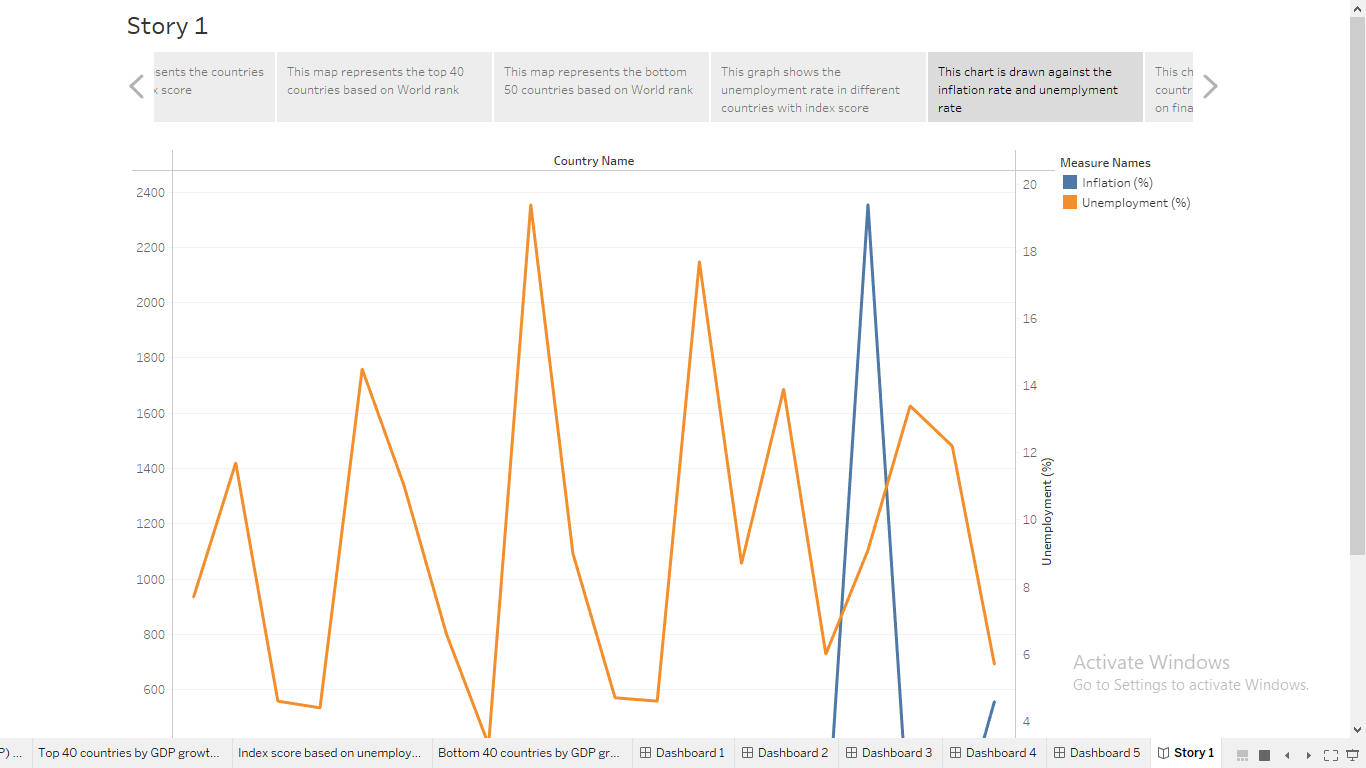 Story 1
sents the countries
x score
This map represents the top 40
countries based on World rank
This map represents the bottom
50 countries based on World rank
This graph shows the
unemployment rate in different
countries with index score
This chart is drawn against the
inflation rate and unemplyment
rate
This ch
countr
on fina
Country Name
Measure Names
Inflation (%)
Unemployment (%)
2400
2200
2000
1800
1600
1400
1200
1000
800
600
20
18
16
14
12
10
8
6
4
Unemployment (%)
Activate Windows
Go to Settings to activate Windows.
P) ...
Top 40 countries by GDP growt...
Index score based on unemploy...
Bottom 40 countries by GDP gr...
Dashboard 1
Dashboard 2
Dashboard 3
Dashboard 4
Dashboard 5
Story 1